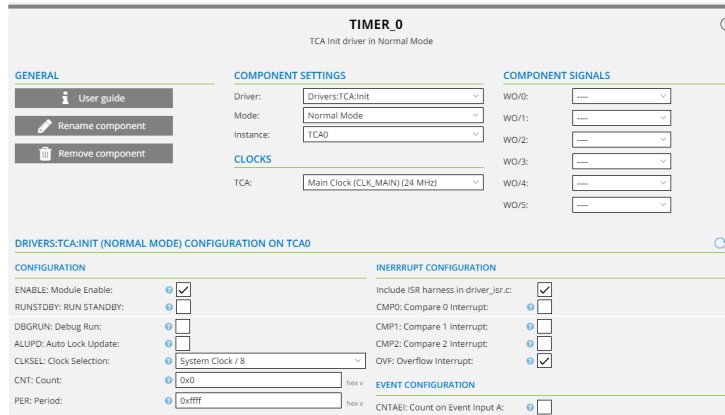 TIMER_0
TCA Init driver in Normal Mode
GENERAL
User guide
Rename component
Remove component
COMPONENT SETTINGS
Driver: Drivers:TCA:Init
Mode: Normal Mode
Instance: TCA0
CLOCKS
TCA: Main Clock (CLK_MAIN) (24 MHz)
COMPONENT SIGNALS
WO/0: ----
WO/1: ----
WO/2: ----
WO/3: ----
WO/4: ----
WO/5: ----
DRIVERS:TCA:INIT (NORMAL MODE) CONFIGURATION ON TCA0
CONFIGURATION
ENABLE: Module Enable: ?
RUNSTDBY: RUN STANDBY: ?
DBGRUN: Debug Run: ?
ALUPD: Auto Lock Update: ?
CLKSEL: Clock Selection: ? System Clock / 8
CNT: Count: ? 0x0 hex v
PER: Period: ? 0xffff hex v
INERRRUPT CONFIGURATION
Include ISR harness in driver_isr.c:
CMP0: Compare 0 Interrupt: ?
CMP1: Compare 1 Interrupt: ?
CMP2: Compare 2 Interrupt: ?
OVF: Overflow Interrupt: ?
EVENT CONFIGURATION
CNTAEI: Count on Event Input A: ?